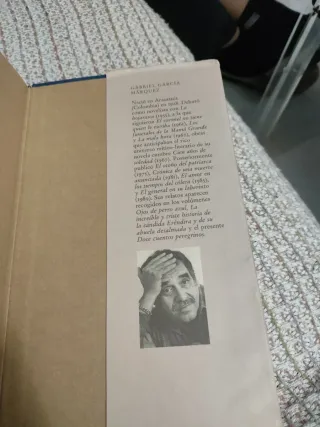 GABRIEL GARCÍA
MÁRQUEZ
Nació en Aracataca
(Colombia) en 1928. Debutó
como novelista con La
hojarasca (1955), a la que
siguieron El coronel no tiene
quien le escriba (1961), Los
funerales de la Mamá Grande
y La mala hora (1962), obras
que anticipaban el rico
universo mítico-literario de su
novela cumbre Cien años de
soledad (1967). Posteriormente
publicó El otoño del patriarca
(1975), Crónica de una muerte
anunciada (1981), El amor en
los tiempos del cólera (1985),
y El general en su laberinto
(1989). Sus relatos aparecen
recogidos en los volúmenes
Ojos de perro azul, La
increíble y triste historia de
la cándida Eréndira y de su
abuela desalmada y el presente
Doce cuentos peregrinos.